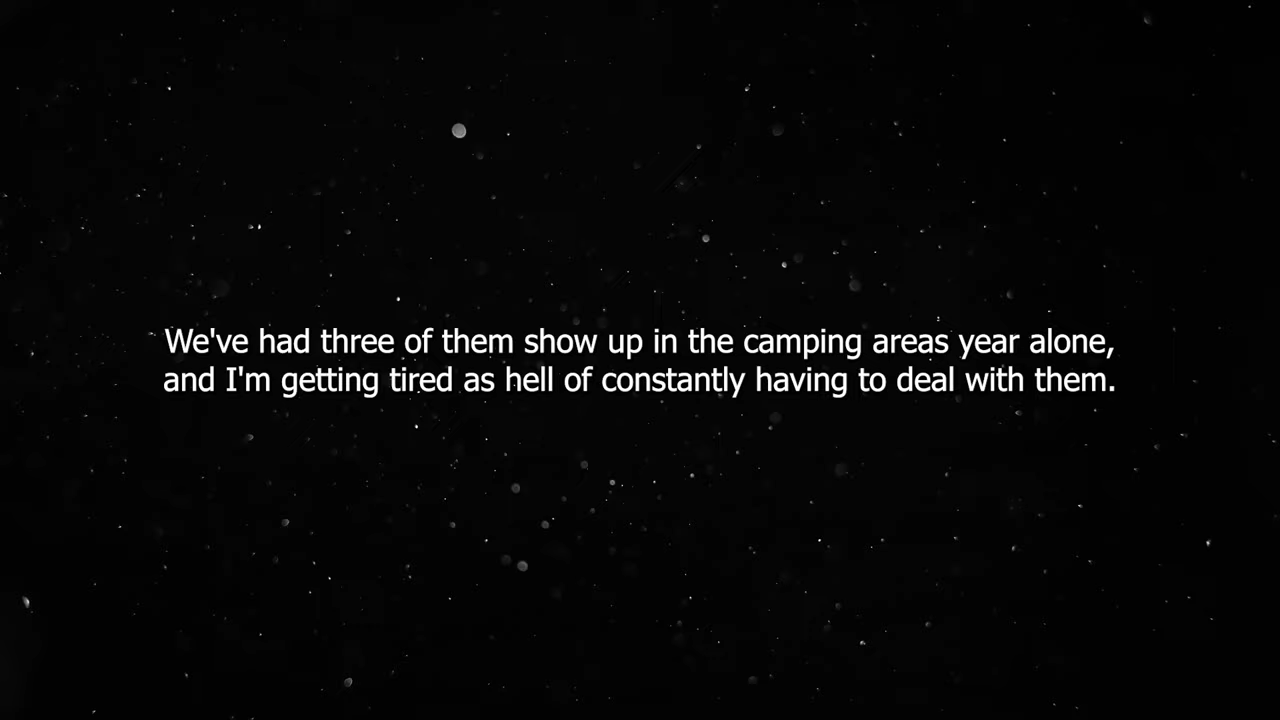 We've had three of them show up in the camping areas year alone,
and I'm getting tired as hell of constantly having to deal with them.